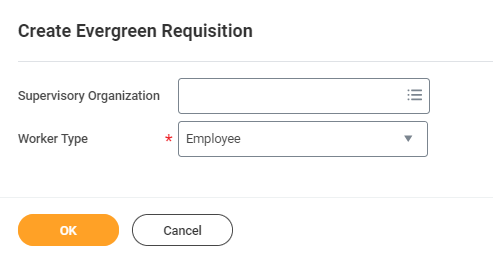 Create Evergreen Requisition
Supervisory Organization
Worker Type * Employee
OK Cancel